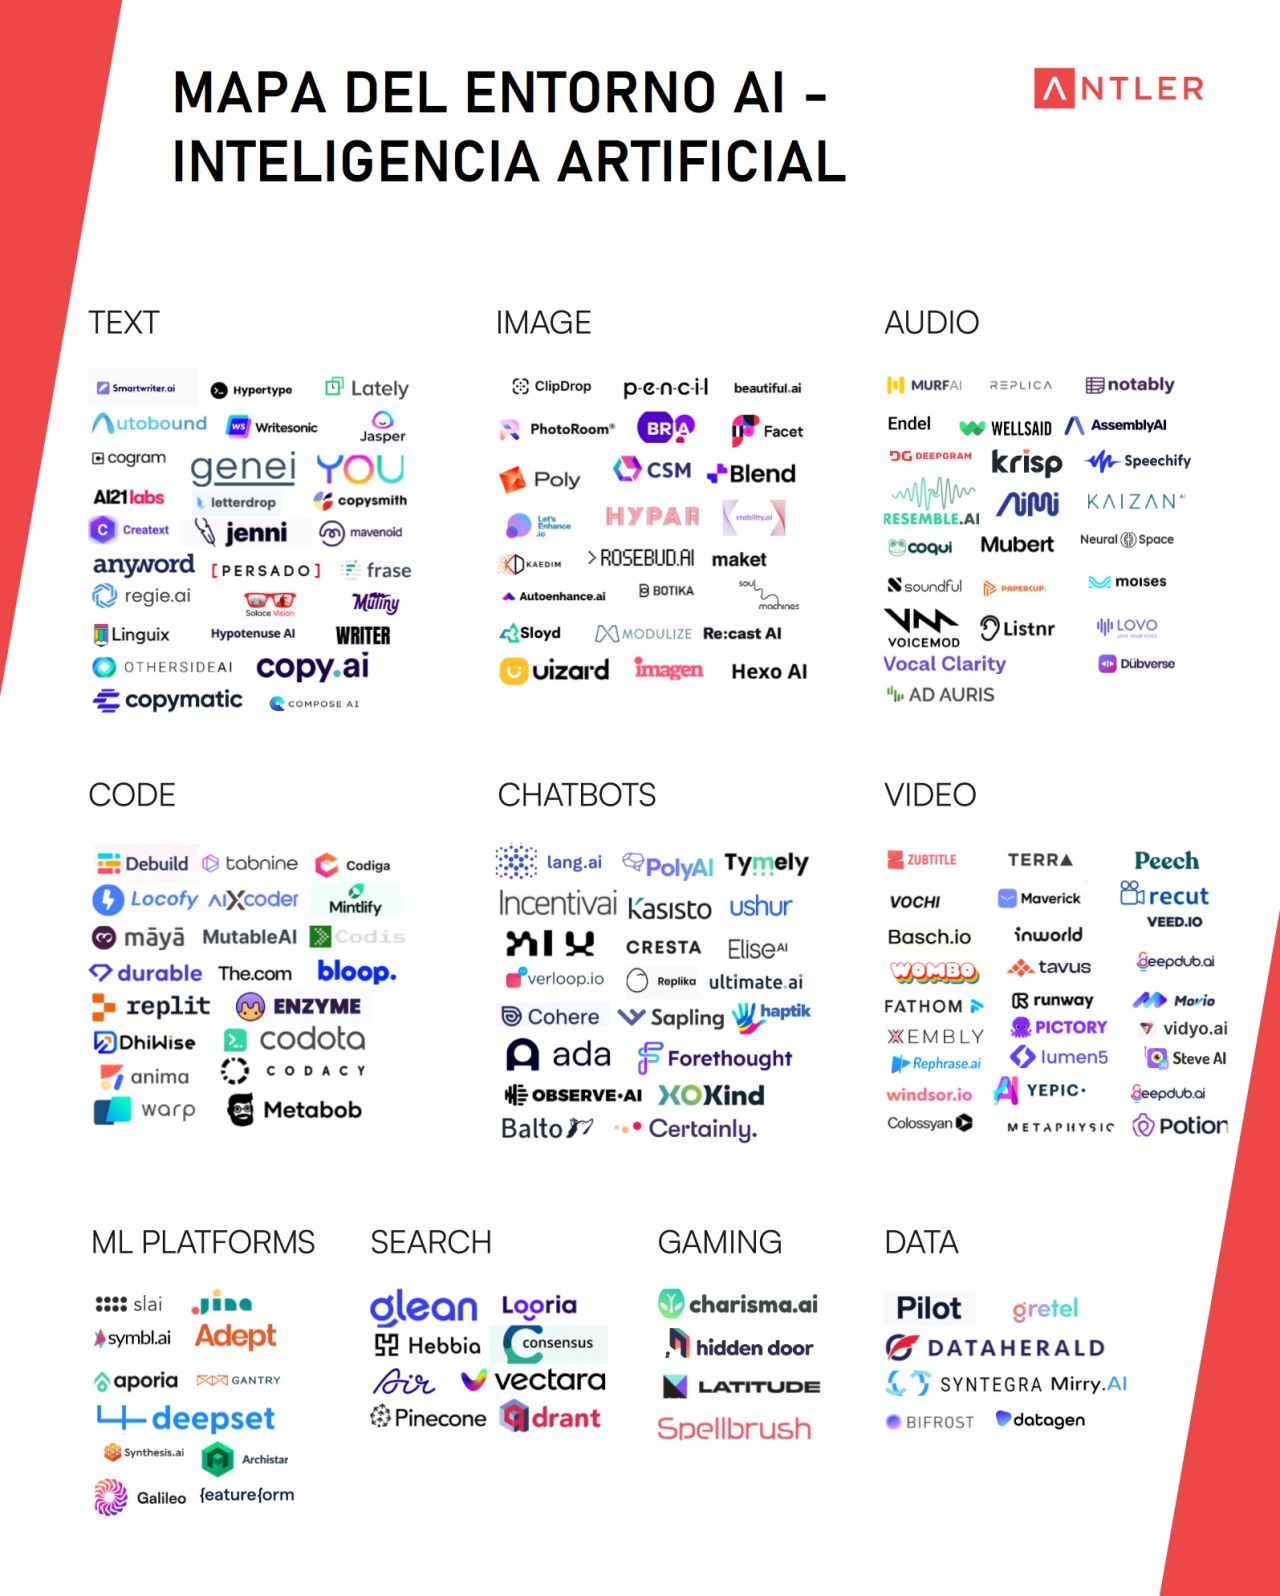 MAPA DEL ENTORNO AI -
INTELIGENCIA ARTIFICIAL
ANTLER
TEXT
Smartwriter.ai Hypertype Lately
Autobound WS Writesonic Jasper
cogram genei YOU
AI21labs letterdrop copysmith
C Creatext jenni mavenoid
anyword [PERSADO] frase
regie.ai Solace Vision Mutiny
Linguix Hypotenuse AI WRITER
OTHERSIDEAI copy.ai
copymatic COMPOSE AI
IMAGE
ClipDrop p-e-n-c-i-l beautiful.ai
PhotoRoom® BRIA Facet
Poly CSM Blend
Let's
Enhance
.io
HYPAR stability.ai
KAEDIM >ROSEBUD.AI maket
Autoenhance.ai BOTIKA soul
machines
Sloyd MODULIZE Re:cast AI
uizard imagen Hexo AI
AUDIO
MURFAI REPLICA notably
Endel WELLSAID AssemblyAI
DG DEEPGRAM krisp Speechify
RESEMBLE.AI AiMi KAIZAN AI
coqui Mubert Neural Space
soundful PAPERCUP. moises
VOICEMOD Listnr LOVO
LOVE YOUR VOICE
Vocal Clarity Dübverse
AD AURIS
CODE
Debuild tabnine Codiga
Locofy AIXcoder Mintlify
māyā MutableAI Codis
durable The.com bloop.
replit ENZYME
DhiWise codota
anima CODACY
warp Metabob
CHATBOTS
lang.ai PolyAI Tymely
Incentivai Kasisto ushur
NIX CRESTA EliseAI
verloop.io Replika ultimate.ai
Cohere Sapling haptik
ada Forethought
OBSERVE.AI XOKind
Balto Certainly.
VIDEO
ZUBTITLE TERRA Peech
VOCHI Maverick recut
VEED.IO
Basch.io inworld
WOMBO tavus deepdub.ai
FATHOM runway Movio
XEMBLY PICTORY vidyo.ai
Rephrase.ai lumen5 Steve AI
windsor.io YEPIC deepdub.ai
Colossyan METAPHYSIC Potion
ML PLATFORMS
slai Jina
symbl.ai Adept
aporia GANTRY
deepset
Synthesis.ai Archistar
Galileo featureform
SEARCH
glean Looria
Hebbia consensus
Air vectara
Pinecone qdrant
GAMING
charisma.ai
hidden door
LATITUDE
Spellbrush
DATA
Pilot gretel
DATAHERALD
SYNTEGRA Mirry.AI
BIFROST datagen